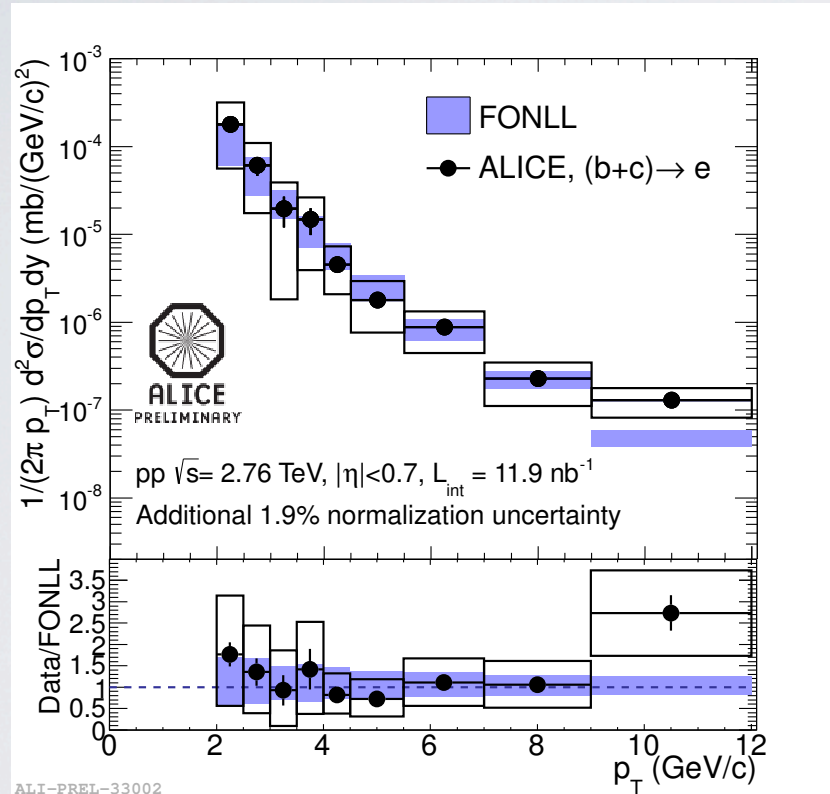 10⁻³
10⁻⁴
10⁻⁵
10⁻⁶
10⁻⁷
10⁻⁸
1/(2π p_T) d²σ/dp_T dy (mb/(GeV/c)²)
FONLL
ALICE, (b+c)→ e
ALICE
PRELIMINARY
pp √s= 2.76 TeV, |η|<0.7, L_int = 11.9 nb⁻¹
Additional 1.9% normalization uncertainty
Data/FONLL
3.5
3
2.5
2
1.5
1
0.5
0
0 2 4 6 8 10 12
p_T (GeV/c)
ALI-PREL-33002